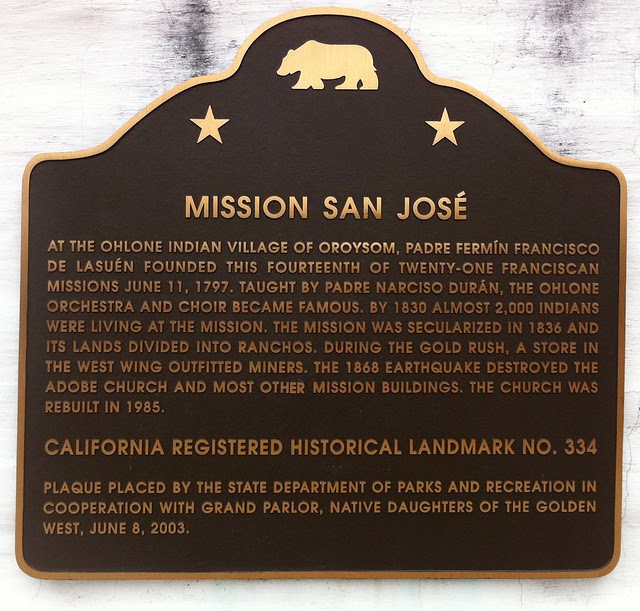 MISSION SAN JOSÉ
AT THE OHLONE INDIAN VILLAGE OF OROYSOM, PADRE FERMÍN FRANCISCO
DE LASUÉN FOUNDED THIS FOURTEENTH OF TWENTY-ONE FRANCISCAN
MISSIONS JUNE 11, 1797. TAUGHT BY PADRE NARCISO DURÁN, THE OHLONE
ORCHESTRA AND CHOIR BECAME FAMOUS. BY 1830 ALMOST 2,000 INDIANS
WERE LIVING AT THE MISSION. THE MISSION WAS SECULARIZED IN 1836 AND
ITS LANDS DIVIDED INTO RANCHOS. DURING THE GOLD RUSH, A STORE IN
THE WEST WING OUTFITTED MINERS. THE 1868 EARTHQUAKE DESTROYED THE
ADOBE CHURCH AND MOST OTHER MISSION BUILDINGS. THE CHURCH WAS
REBUILT IN 1985.
CALIFORNIA REGISTERED HISTORICAL LANDMARK NO. 334
PLAQUE PLACED BY THE STATE DEPARTMENT OF PARKS AND RECREATION IN
COOPERATION WITH GRAND PARLOR, NATIVE DAUGHTERS OF THE GOLDEN
WEST, JUNE 8, 2003.